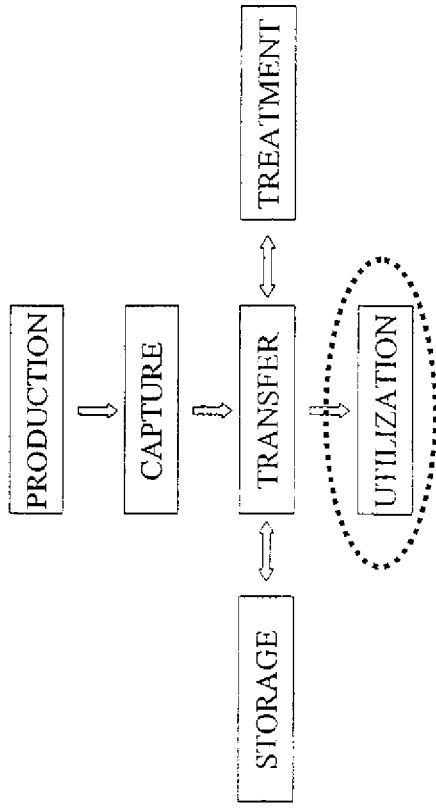 PRODUCTION
CAPTURE
STORAGE
TRANSFER
TREATMENT
UTILIZATION